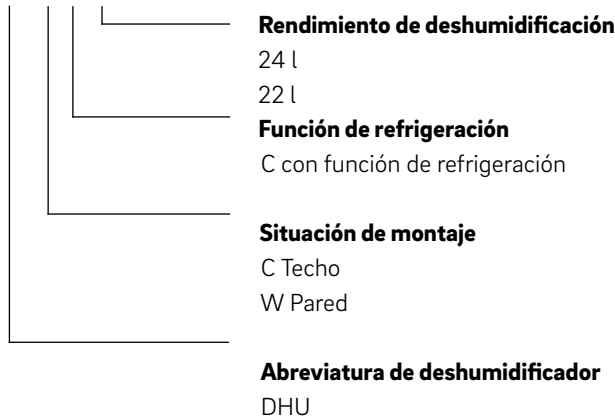 Rendimiento de deshumidificación
24 l
22 l
Función de refrigeración
C con función de refrigeración
Situación de montaje
C Techo
W Pared
Abreviatura de deshumidificador
DHU